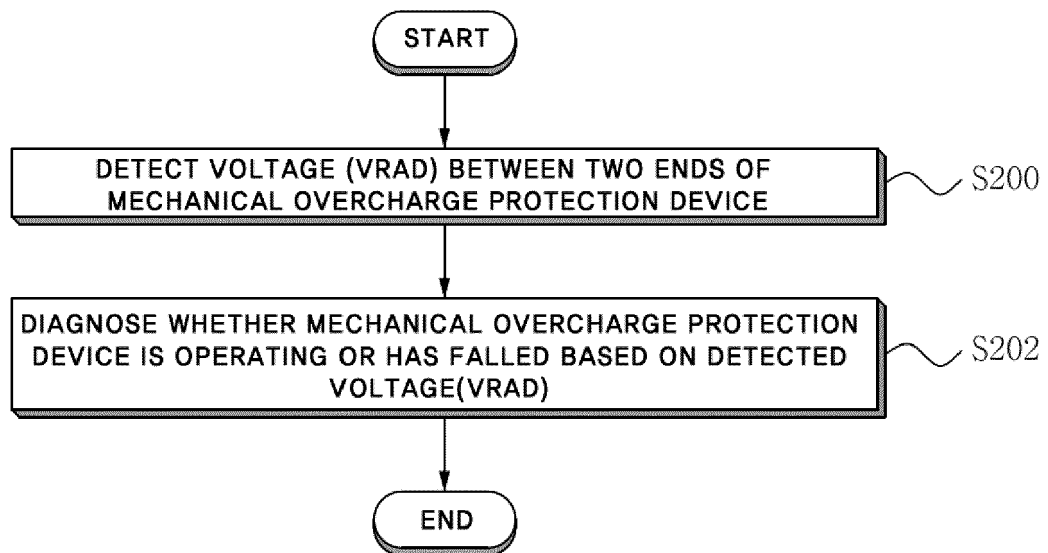 START
DETECT VOLTAGE (VRAD) BETWEEN TWO ENDS OF
MECHANICAL OVERCHARGE PROTECTION DEVICE
S200
DIAGNOSE WHETHER MECHANICAL OVERCHARGE PROTECTION
DEVICE IS OPERATING OR HAS FALLED BASED ON DETECTED
VOLTAGE(VRAD)
S202
END